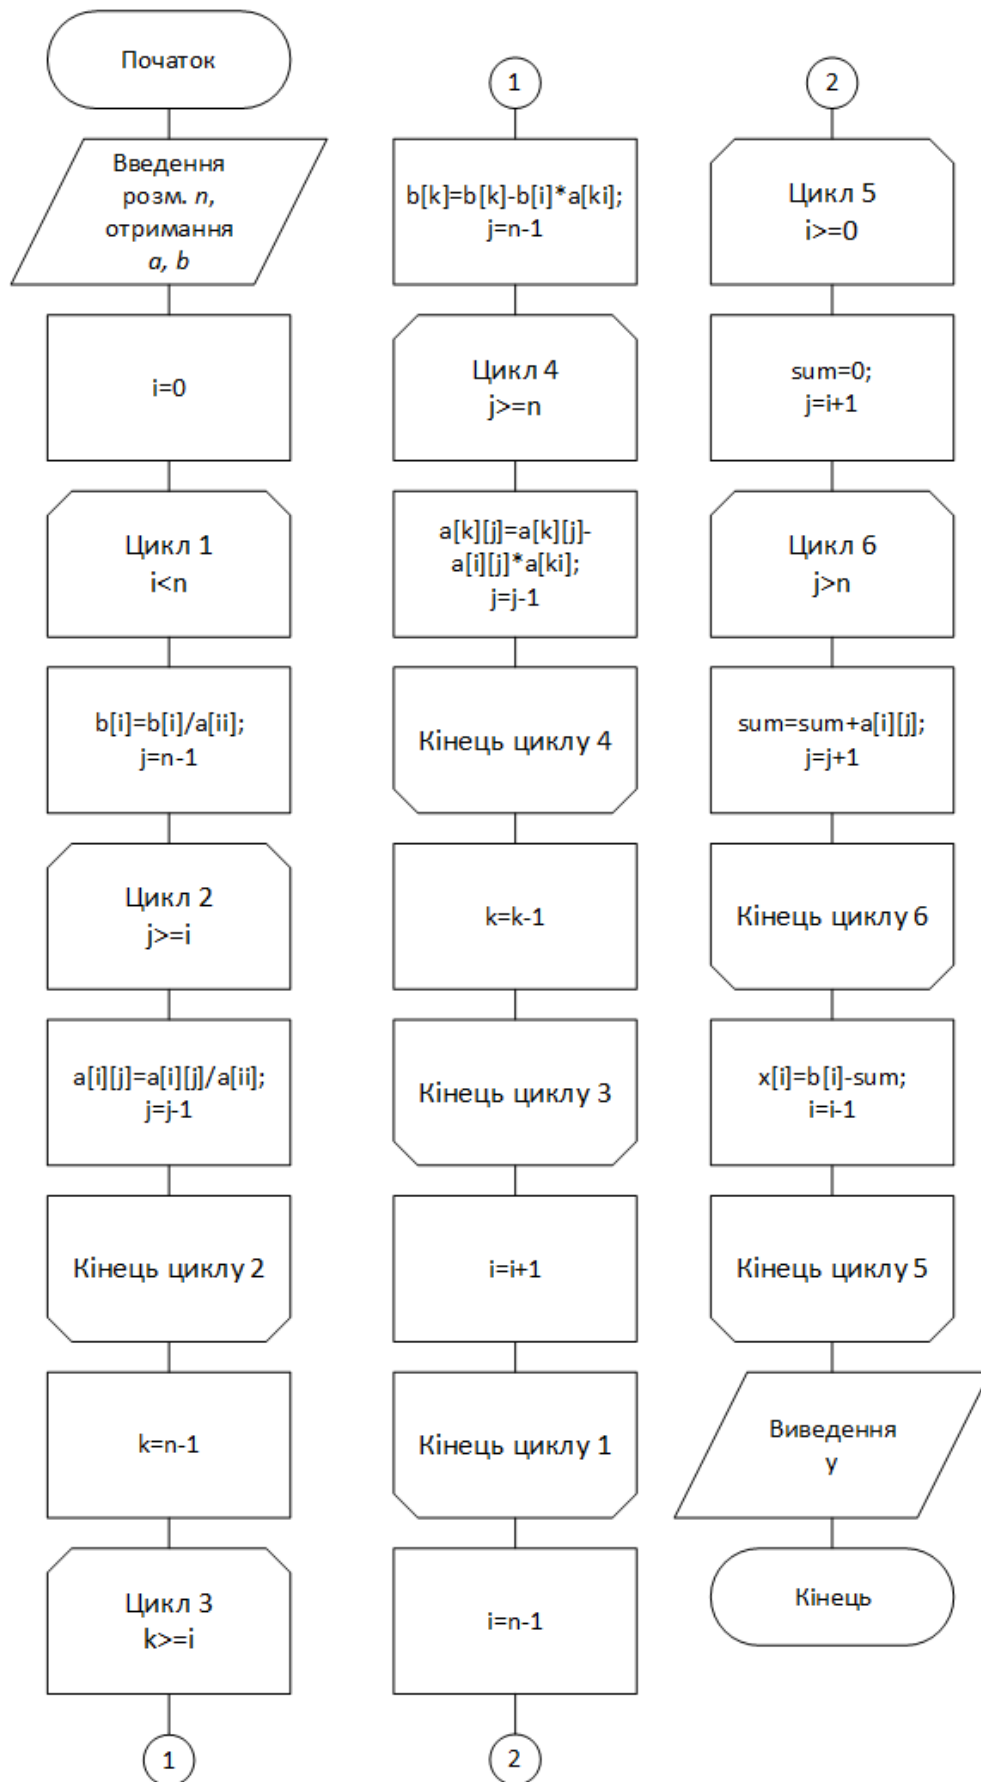 Початок
Введення
розм. n,
отримання
a, b
i=0
Цикл 1
i<n
b[i]=b[i]/a[ii];
j=n-1
Цикл 2
j>=i
a[i][j]=a[i][j]/a[ii];
j=j-1
Кінець циклу 2
k=n-1
Цикл 3
k>=i
1
1
b[k]=b[k]-b[i]*a[ki];
j=n-1
Цикл 4
j>=n
a[k][j]=a[k][j]-
a[i][j]*a[ki];
j=j-1
Кінець циклу 4
k=k-1
Кінець циклу 3
i=i+1
Кінець циклу 1
i=n-1
2
2
Цикл 5
i>=0
sum=0;
j=i+1
Цикл 6
j>n
sum=sum+a[i][j];
j=j+1
Кінець циклу 6
x[i]=b[i]-sum;
i=i-1
Кінець циклу 5
Виведення
y
Кінець